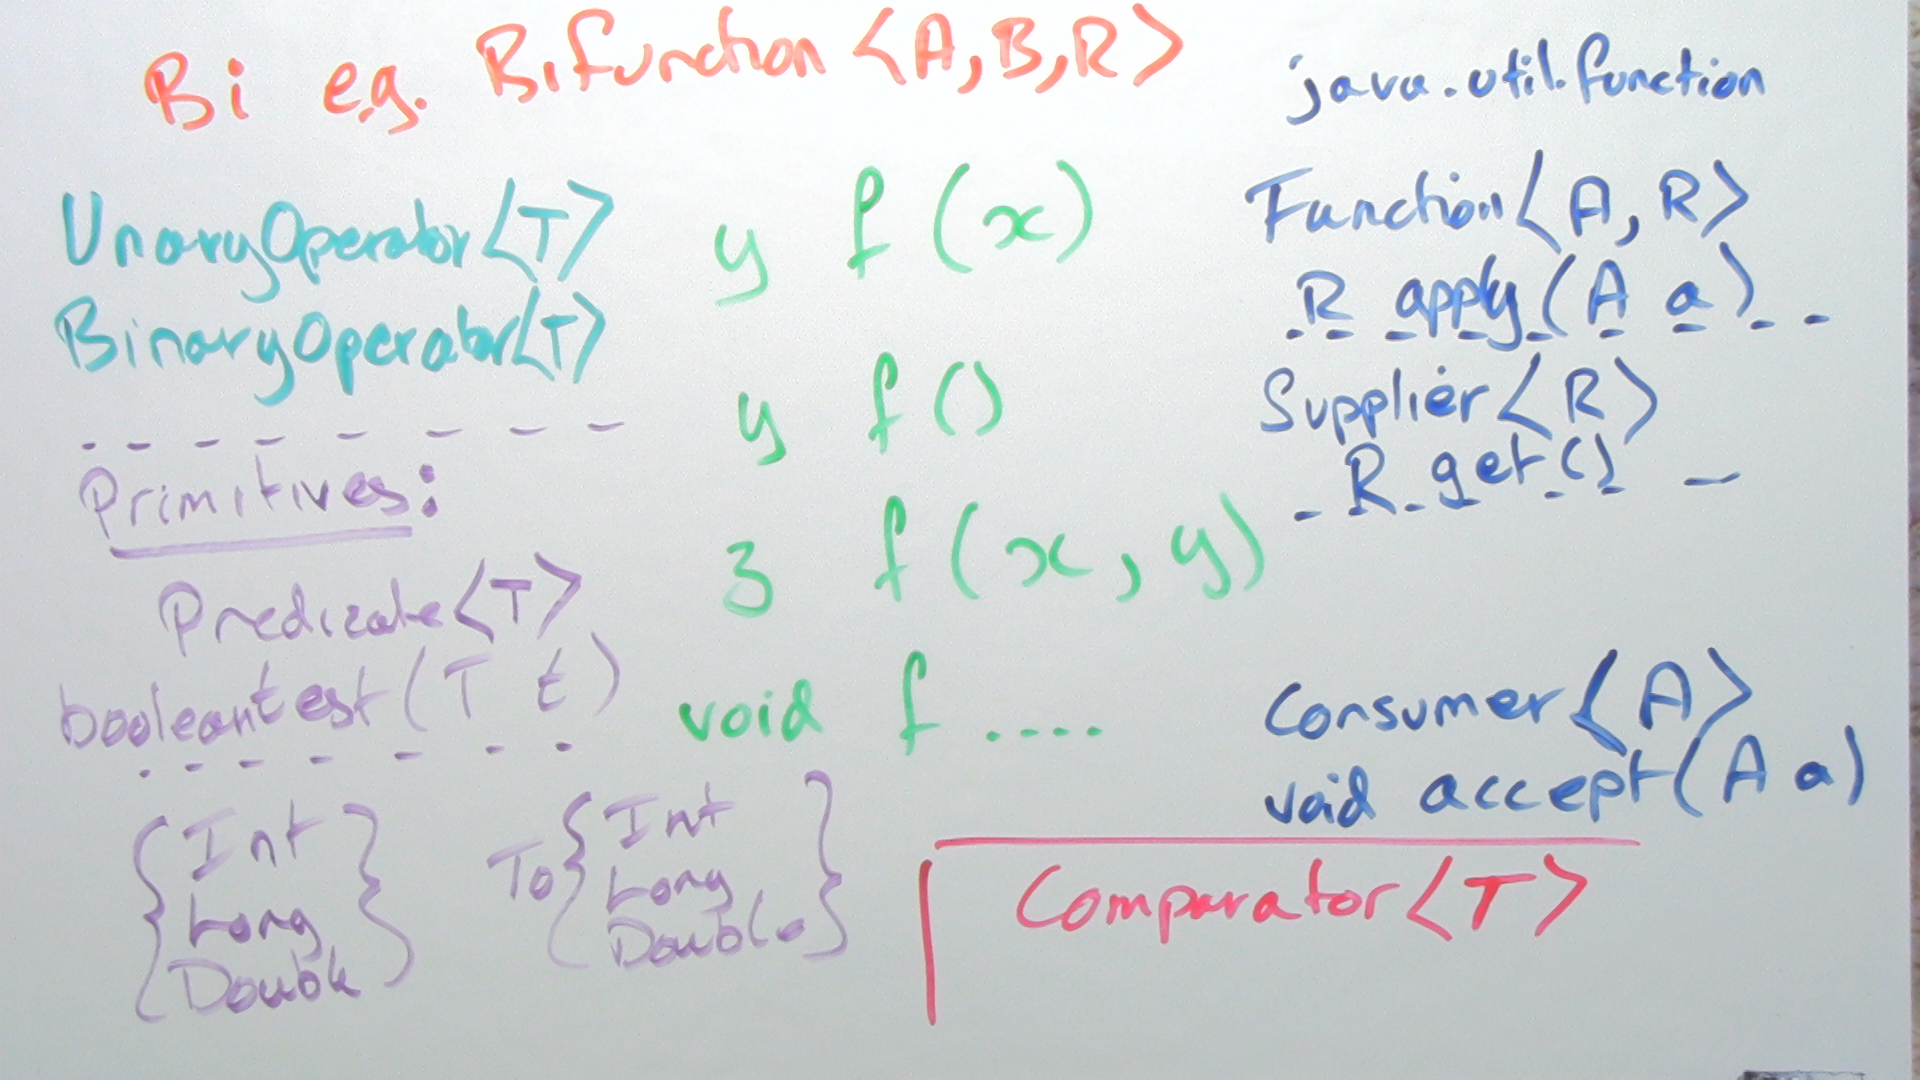 Bi e.g. BiFunction <A,B,R>
java.util.function
UnaryOperator<T>
BinaryOperator<T>
Primitives:
Predicate<T>
boolean test(T t)
{Int
Long
Double}
To {Int
Long
Double}
y f(x)
y f()
z f(x,y)
void f ....
Function<A,R>
R apply(A a)
Supplier<R>
R get()
Consumer<A>
void accept(A a)
Comparator<T>